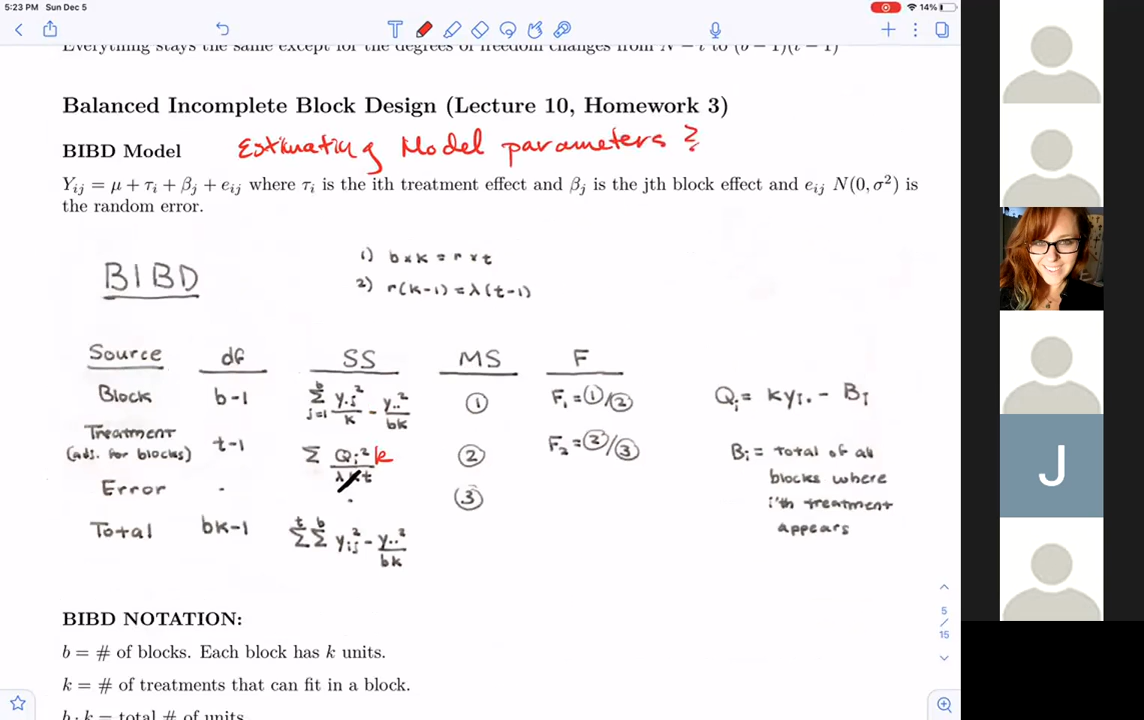 5:23 PM Sun Dec 5
14%
Everything stays the same except for the degrees of freedom changes from N − t to (b − 1)(t − 1)
Balanced Incomplete Block Design (Lecture 10, Homework 3)
Estimating Model parameters?
BIBD Model
Y_ij = μ + τ_i + β_j + e_ij where τ_i is the ith treatment effect and β_j is the jth block effect and e_ij N(0, σ²) is
the random error.
BIBD
1) b × k = r × t
2) r(k−1) = λ(t−1)
Source df SS MS F
Block b−1 Σ_{j=1}^{b} y.j²/k − y..²/bk ① F₁ = ①/②
Q_i = k y_i. − B_i
Treatment (adj. for blocks) t−1 Σ Q_i²/k λ t ② F₂ = ②/③
B_i = total of all
blocks where
i'th treatment
appears
Error · · ③
Total bk−1 Σ^t Σ^b y_ij² − y..²/bk
BIBD NOTATION:
b = # of blocks. Each block has k units.
k = # of treatments that can fit in a block.
b · k = total # of units
5
/
15
J